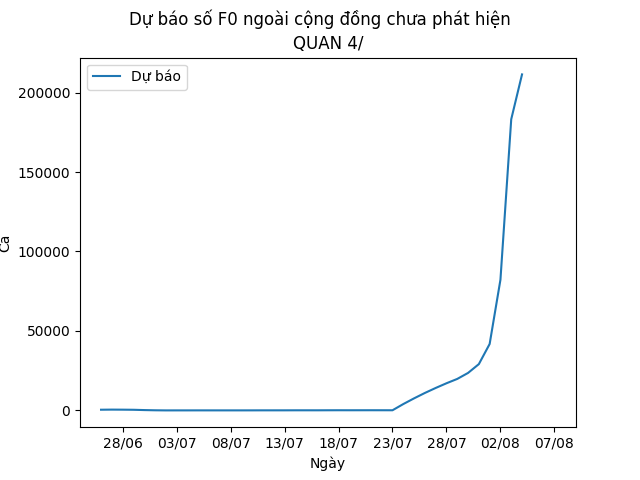 Dự báo số F0 ngoài cộng đồng chưa phát hiện
QUAN 4/
Dự báo
200000
150000
100000
50000
0
Ca
28/06 03/07 08/07 13/07 18/07 23/07 28/07 02/08 07/08
Ngày